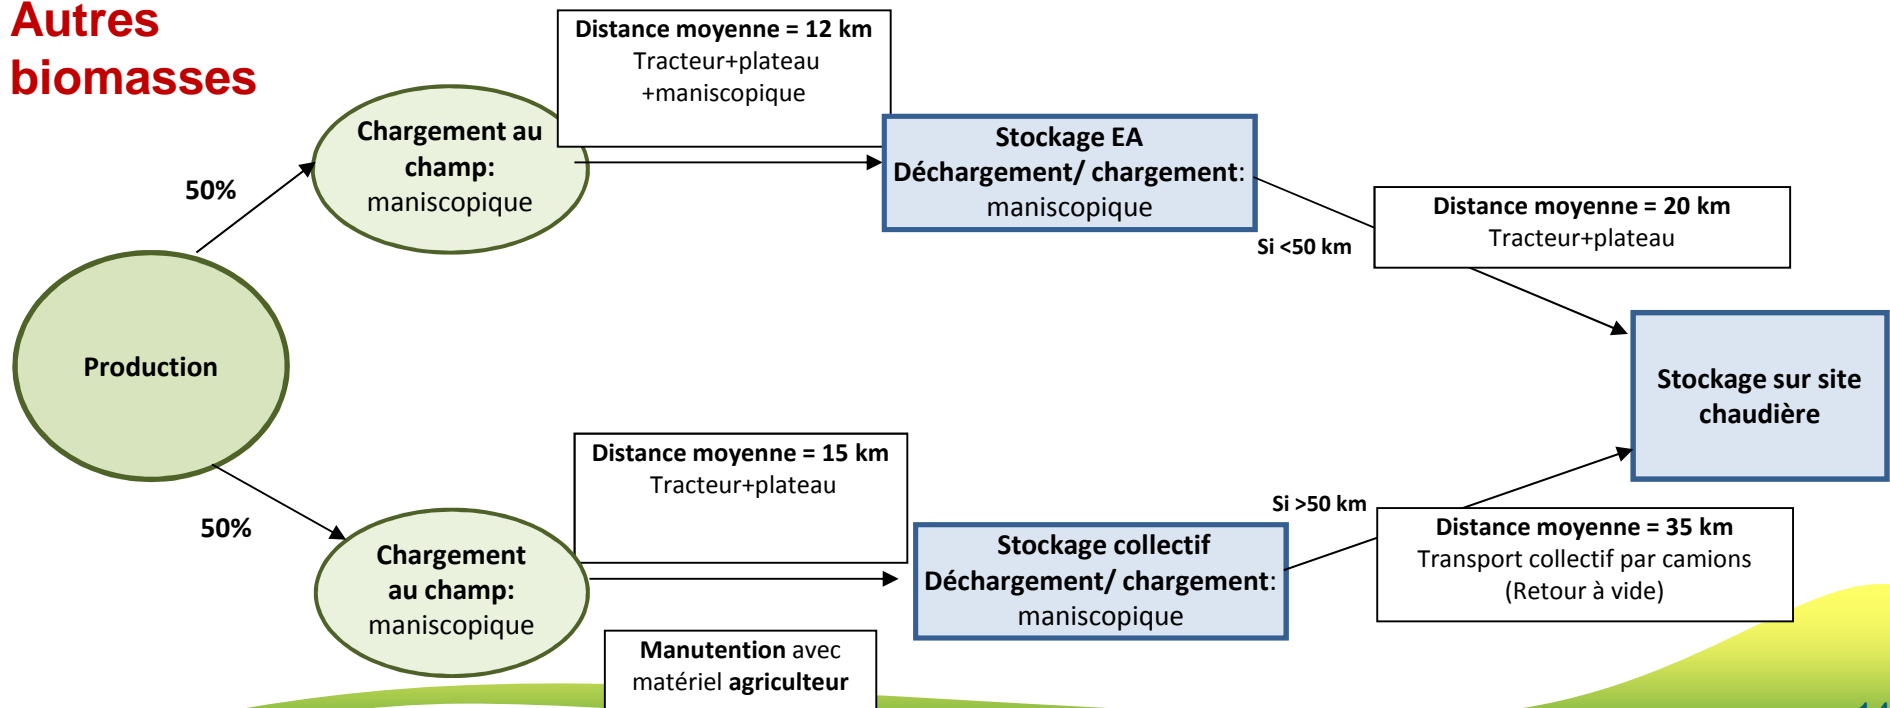 Autres
biomasses
Distance moyenne = 12 km
Tracteur+plateau
+maniscopique
Chargement au
champ:
maniscopique
50%
Stockage EA
Déchargement/ chargement:
maniscopique
Si <50 km
Distance moyenne = 20 km
Tracteur+plateau
Production
Stockage sur site
chaudière
50%
Chargement
au champ:
maniscopique
Distance moyenne = 15 km
Tracteur+plateau
Stockage collectif
Déchargement/ chargement:
maniscopique
Si >50 km
Distance moyenne = 35 km
Transport collectif par camions
(Retour à vide)
Manutention avec
matériel agriculteur